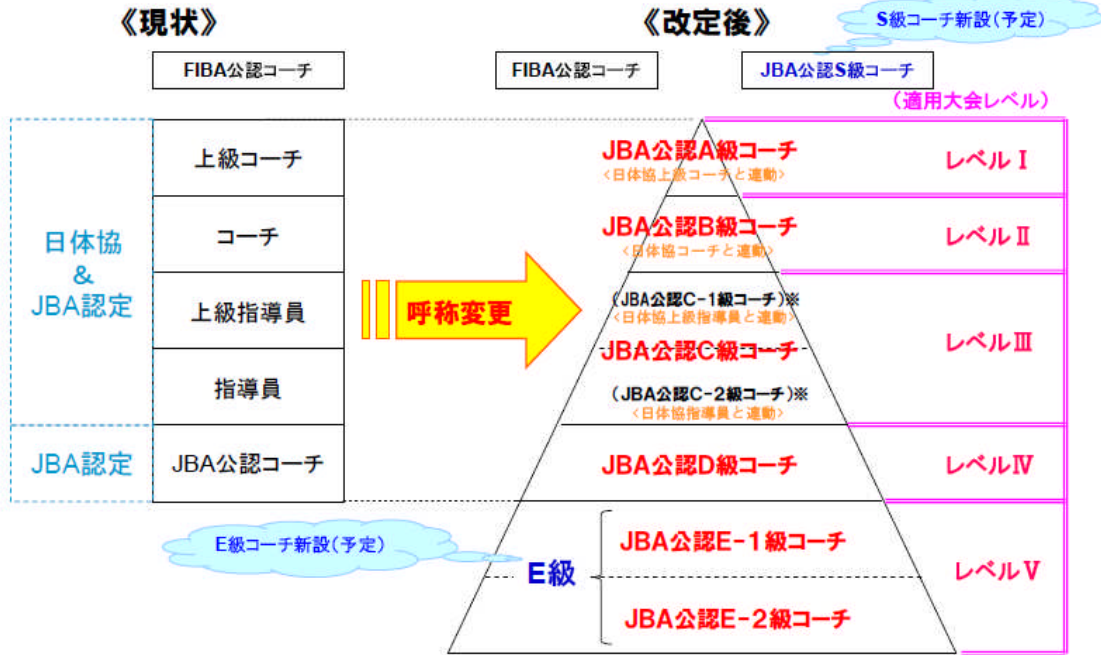 《現状》
《改定後》
S級コーチ新設(予定)
FIBA公認コーチ
FIBA公認コーチ
JBA公認S級コーチ
(適用大会レベル)
日体協
&
JBA認定
JBA認定
上級コーチ
コーチ
上級指導員
指導員
JBA公認コーチ
呼称変更
JBA公認A級コーチ
<日体協上級コーチと連動>
JBA公認B級コーチ
<日体協コーチと連動>
(JBA公認C-1級コーチ)※
<日体協上級指導員と連動>
JBA公認C級コーチ
(JBA公認C-2級コーチ)※
<日体協指導員と連動>
JBA公認D級コーチ
E級コーチ新設(予定)
E級
JBA公認E-1級コーチ
JBA公認E-2級コーチ
レベルⅠ
レベルⅡ
レベルⅢ
レベルⅣ
レベルⅤ